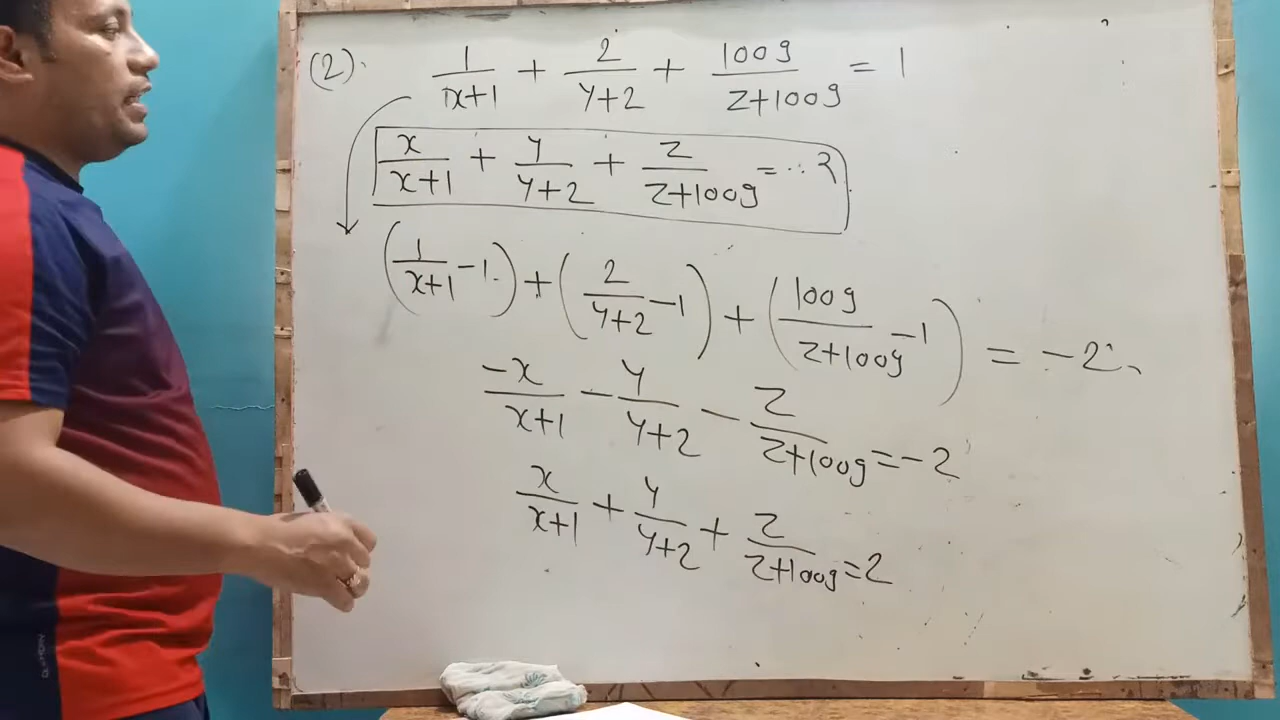 (2). 1/(x+1) + 2/(y+2) + 1009/(z+1009) = 1
x/(x+1) + y/(y+2) + z/(z+1009) = ..?
(1/(x+1) -1.) + (2/(y+2) -1) + (1009/(z+1009) -1) = -2
-x/(x+1) - y/(y+2) - z/(z+1009) = -2
x/(x+1) + y/(y+2) + z/(z+1009) = 2